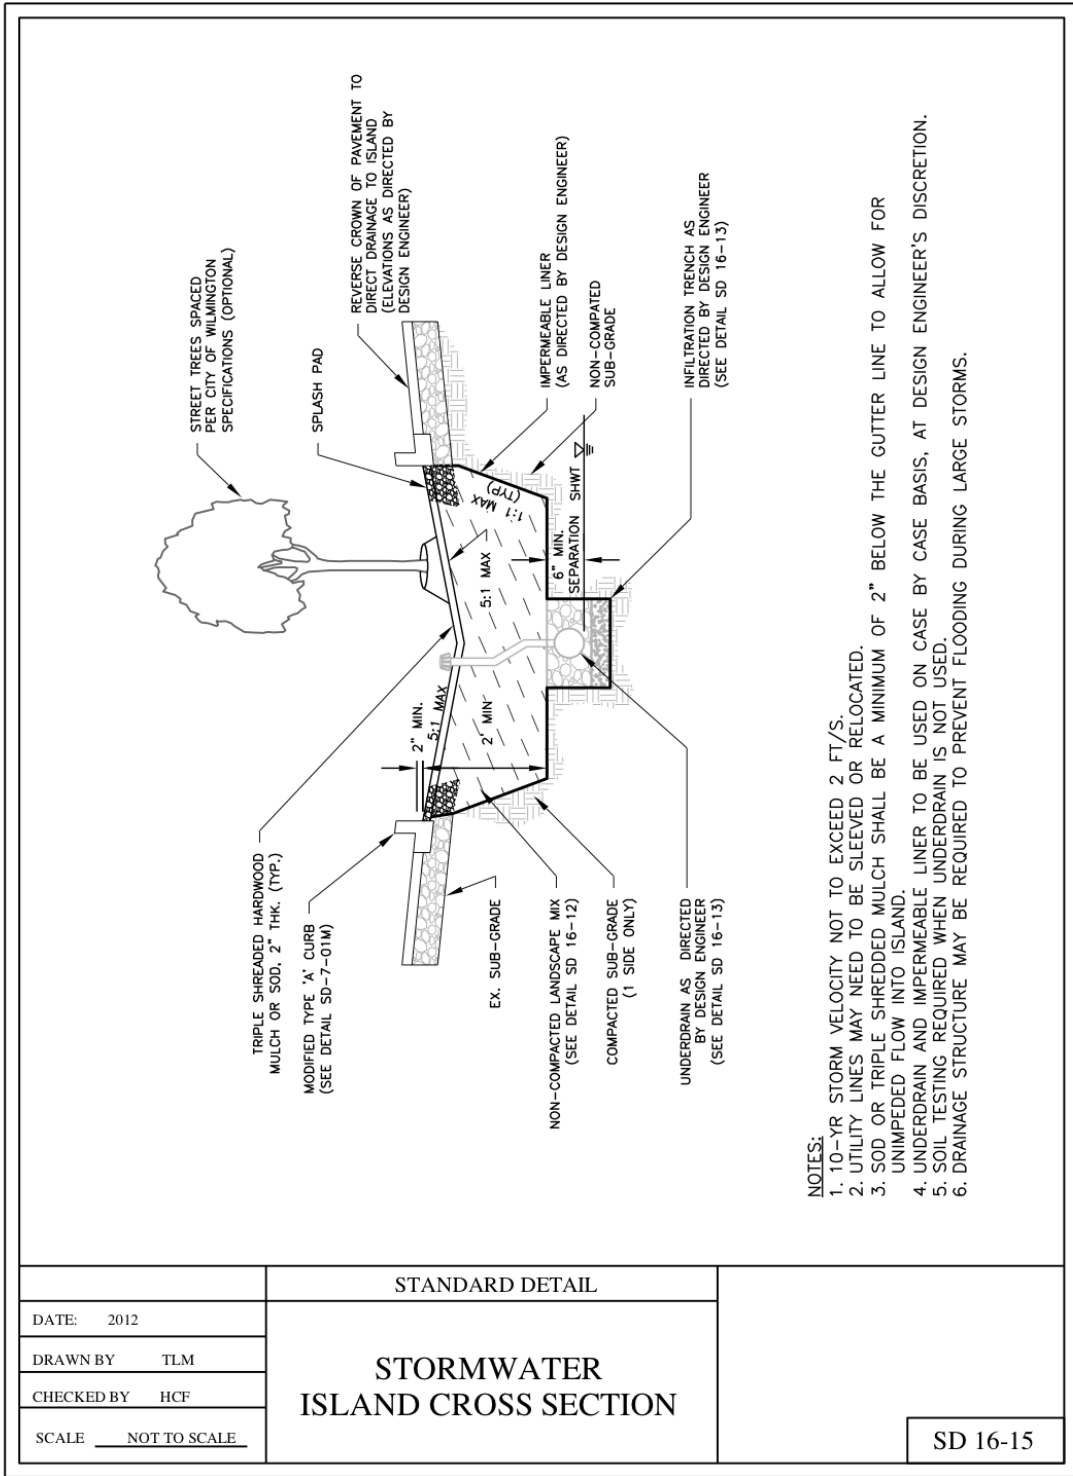 STREET TREES SPACED
PER CITY OF WILMINGTON
SPECIFICATIONS (OPTIONAL)
SPLASH PAD
REVERSE CROWN OF PAVEMENT TO
DIRECT DRAINAGE TO ISLAND
(ELEVATIONS AS DIRECTED BY
DESIGN ENGINEER)
IMPERMEABLE LINER
(AS DIRECTED BY DESIGN ENGINEER)
NON-COMPATED
SUB-GRADE
INFILTRATION TRENCH AS
DIRECTED BY DESIGN ENGINEER
(SEE DETAIL SD 16-13)
1:1 MAX
(TYP)
5:1 MAX
6" MIN.
SEPARATION
SHWT
2" MIN.
5:1 MAX
2' MIN
TRIPLE SHREADED HARDWOOD
MULCH OR SOD, 2" THK. (TYP.)
MODIFIED TYPE 'A' CURB
(SEE DETAIL SD-7-01M)
EX. SUB-GRADE
NON-COMPACTED LANDSCAPE MIX
(SEE DETAIL SD 16-12)
COMPACTED SUB-GRADE
(1 SIDE ONLY)
UNDERDRAIN AS DIRECTED
BY DESIGN ENGINEER
(SEE DETAIL SD 16-13)
NOTES:
1. 10-YR STORM VELOCITY NOT TO EXCEED 2 FT/S.
2. UTILITY LINES MAY NEED TO BE SLEEVED OR RELOCATED.
3. SOD OR TRIPLE SHREDDED MULCH SHALL BE A MINIMUM OF 2" BELOW THE GUTTER LINE TO ALLOW FOR
UNIMPEDED FLOW INTO ISLAND.
4. UNDERDRAIN AND IMPERMEABLE LINER TO BE USED ON CASE BY CASE BASIS, AT DESIGN ENGINEER'S DISCRETION.
5. SOIL TESTING REQUIRED WHEN UNDERDRAIN IS NOT USED.
6. DRAINAGE STRUCTURE MAY BE REQUIRED TO PREVENT FLOODING DURING LARGE STORMS.
STANDARD DETAIL
DATE: 2012
DRAWN BY TLM
CHECKED BY HCF
SCALE NOT TO SCALE
STORMWATER
ISLAND CROSS SECTION
SD 16-15